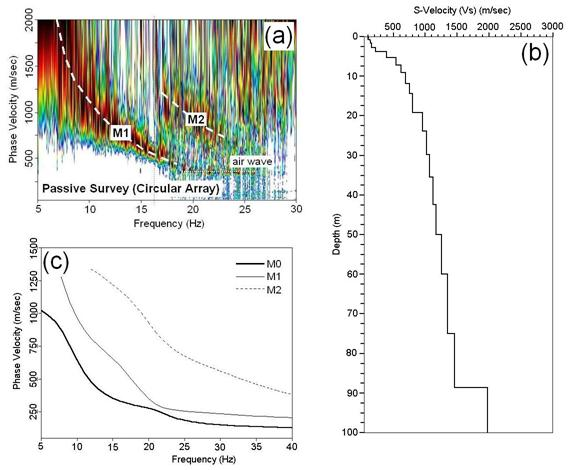 (a)
2000
1500
1000
500
Phase Velocity (m/sec)
M1
M2
air wave
Passive Survey (Circular Array)
5 10 15 20 25 30
Frequency (Hz)
S-Velocity (Vs) (m/sec)
500 1000 1500 2000 2500 3000
(b)
0
10
20
30
40
50
60
70
80
90
100
Depth (m)
(c)
1500
1250
1000
750
500
250
Phase Velocity (m/sec)
M0
M1
M2
5 10 15 20 25 30 35 40
Frequency (Hz)